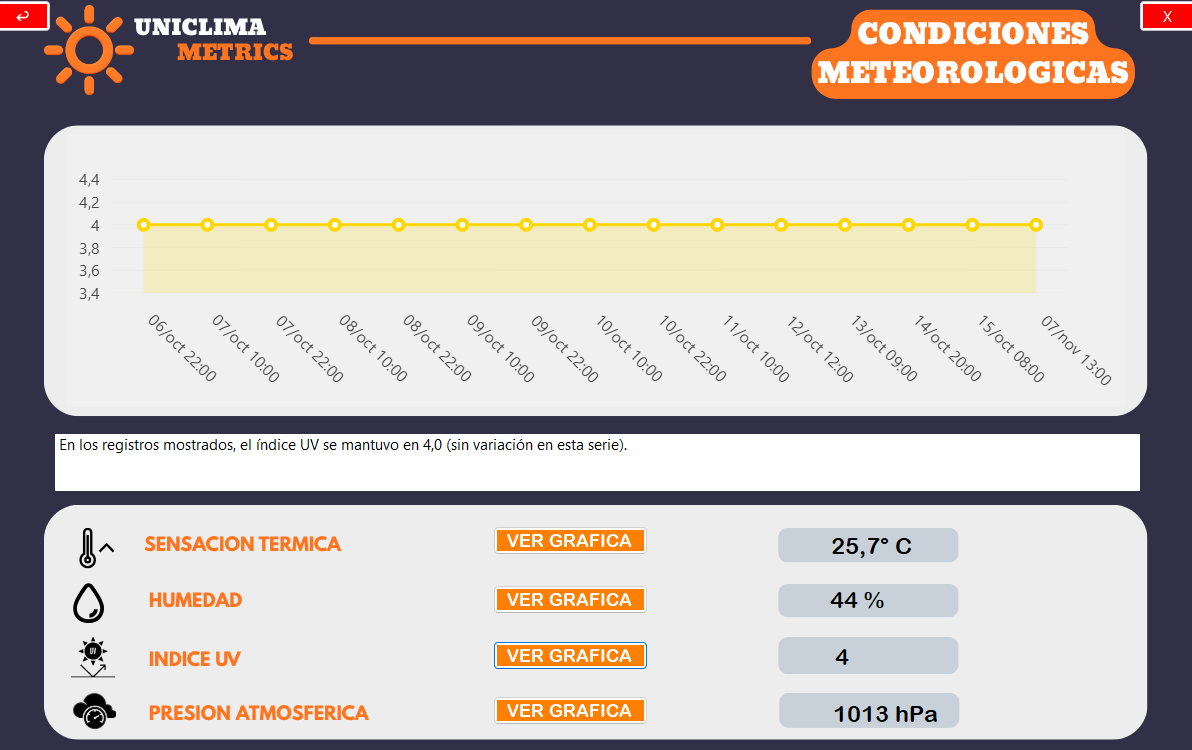 ↩
UNICLIMA
METRICS
CONDICIONES
METEOROLOGICAS
X
4,4
4,2
4
3,8
3,6
3,4
06/oct 22:00
07/oct 10:00
07/oct 22:00
08/oct 10:00
08/oct 22:00
09/oct 10:00
09/oct 22:00
10/oct 10:00
10/oct 22:00
11/oct 10:00
12/oct 12:00
13/oct 09:00
14/oct 20:00
15/oct 08:00
07/nov 13:00
En los registros mostrados, el índice UV se mantuvo en 4,0 (sin variación en esta serie).
SENSACION TERMICA VER GRAFICA 25,7° C
HUMEDAD VER GRAFICA 44 %
UV
INDICE UV VER GRAFICA 4
PRESION ATMOSFERICA VER GRAFICA 1013 hPa